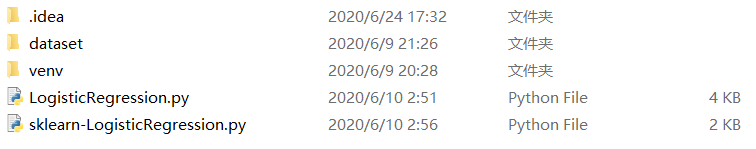 .idea 2020/6/24 17:32 文件夹
dataset 2020/6/9 21:26 文件夹
venv 2020/6/9 20:28 文件夹
LogisticRegression.py 2020/6/10 2:51 Python File 4 KB
sklearn-LogisticRegression.py 2020/6/10 2:56 Python File 2 KB